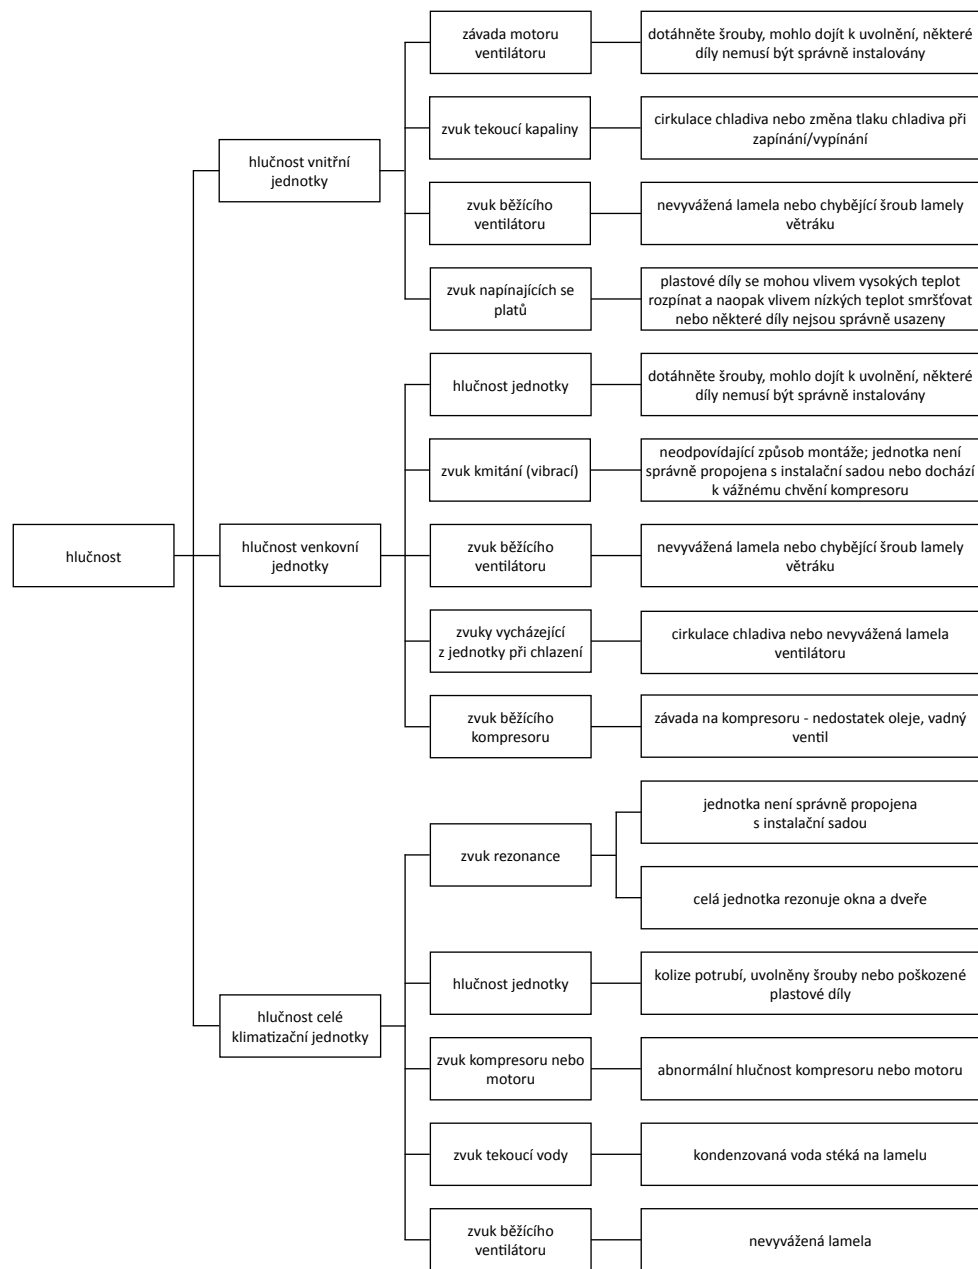 závada motoru
ventilátoru
dotáhněte šrouby, mohlo dojít k uvolnění, některé
díly nemusí být správně instalovány
zvuk tekoucí kapaliny
cirkulace chladiva nebo změna tlaku chladiva při
zapínání/vypínání
hlučnost vnitřní
jednotky
zvuk běžícího
ventilátoru
nevyvážená lamela nebo chybějící šroub lamely
větráku
zvuk napínajících se
platů
plastové díly se mohou vlivem vysokých teplot
rozpínat a naopak vlivem nízkých teplot smršťovat
nebo některé díly nejsou správně usazeny
hlučnost jednotky
dotáhněte šrouby, mohlo dojít k uvolnění, některé
díly nemusí být správně instalovány
zvuk kmitání (vibrací)
neodpovídající způsob montáže; jednotka není
správně propojena s instalační sadou nebo dochází
k vážnému chvění kompresoru
hlučnost
hlučnost venkovní
jednotky
zvuk běžícího
ventilátoru
nevyvážená lamela nebo chybějící šroub lamely
větráku
zvuky vycházející
z jednotky při chlazení
cirkulace chladiva nebo nevyvážená lamela
ventilátoru
zvuk běžícího
kompresoru
závada na kompresoru - nedostatek oleje, vadný
ventil
zvuk rezonance
jednotka není správně propojena
s instalační sadou
celá jednotka rezonuje okna a dveře
hlučnost jednotky
kolize potrubí, uvolněny šrouby nebo poškozené
plastové díly
hlučnost celé
klimatizační jednotky
zvuk kompresoru nebo
motoru
abnormální hlučnost kompresoru nebo motoru
zvuk tekoucí vody
kondenzovaná voda stéká na lamelu
zvuk běžícího
ventilátoru
nevyvážená lamela